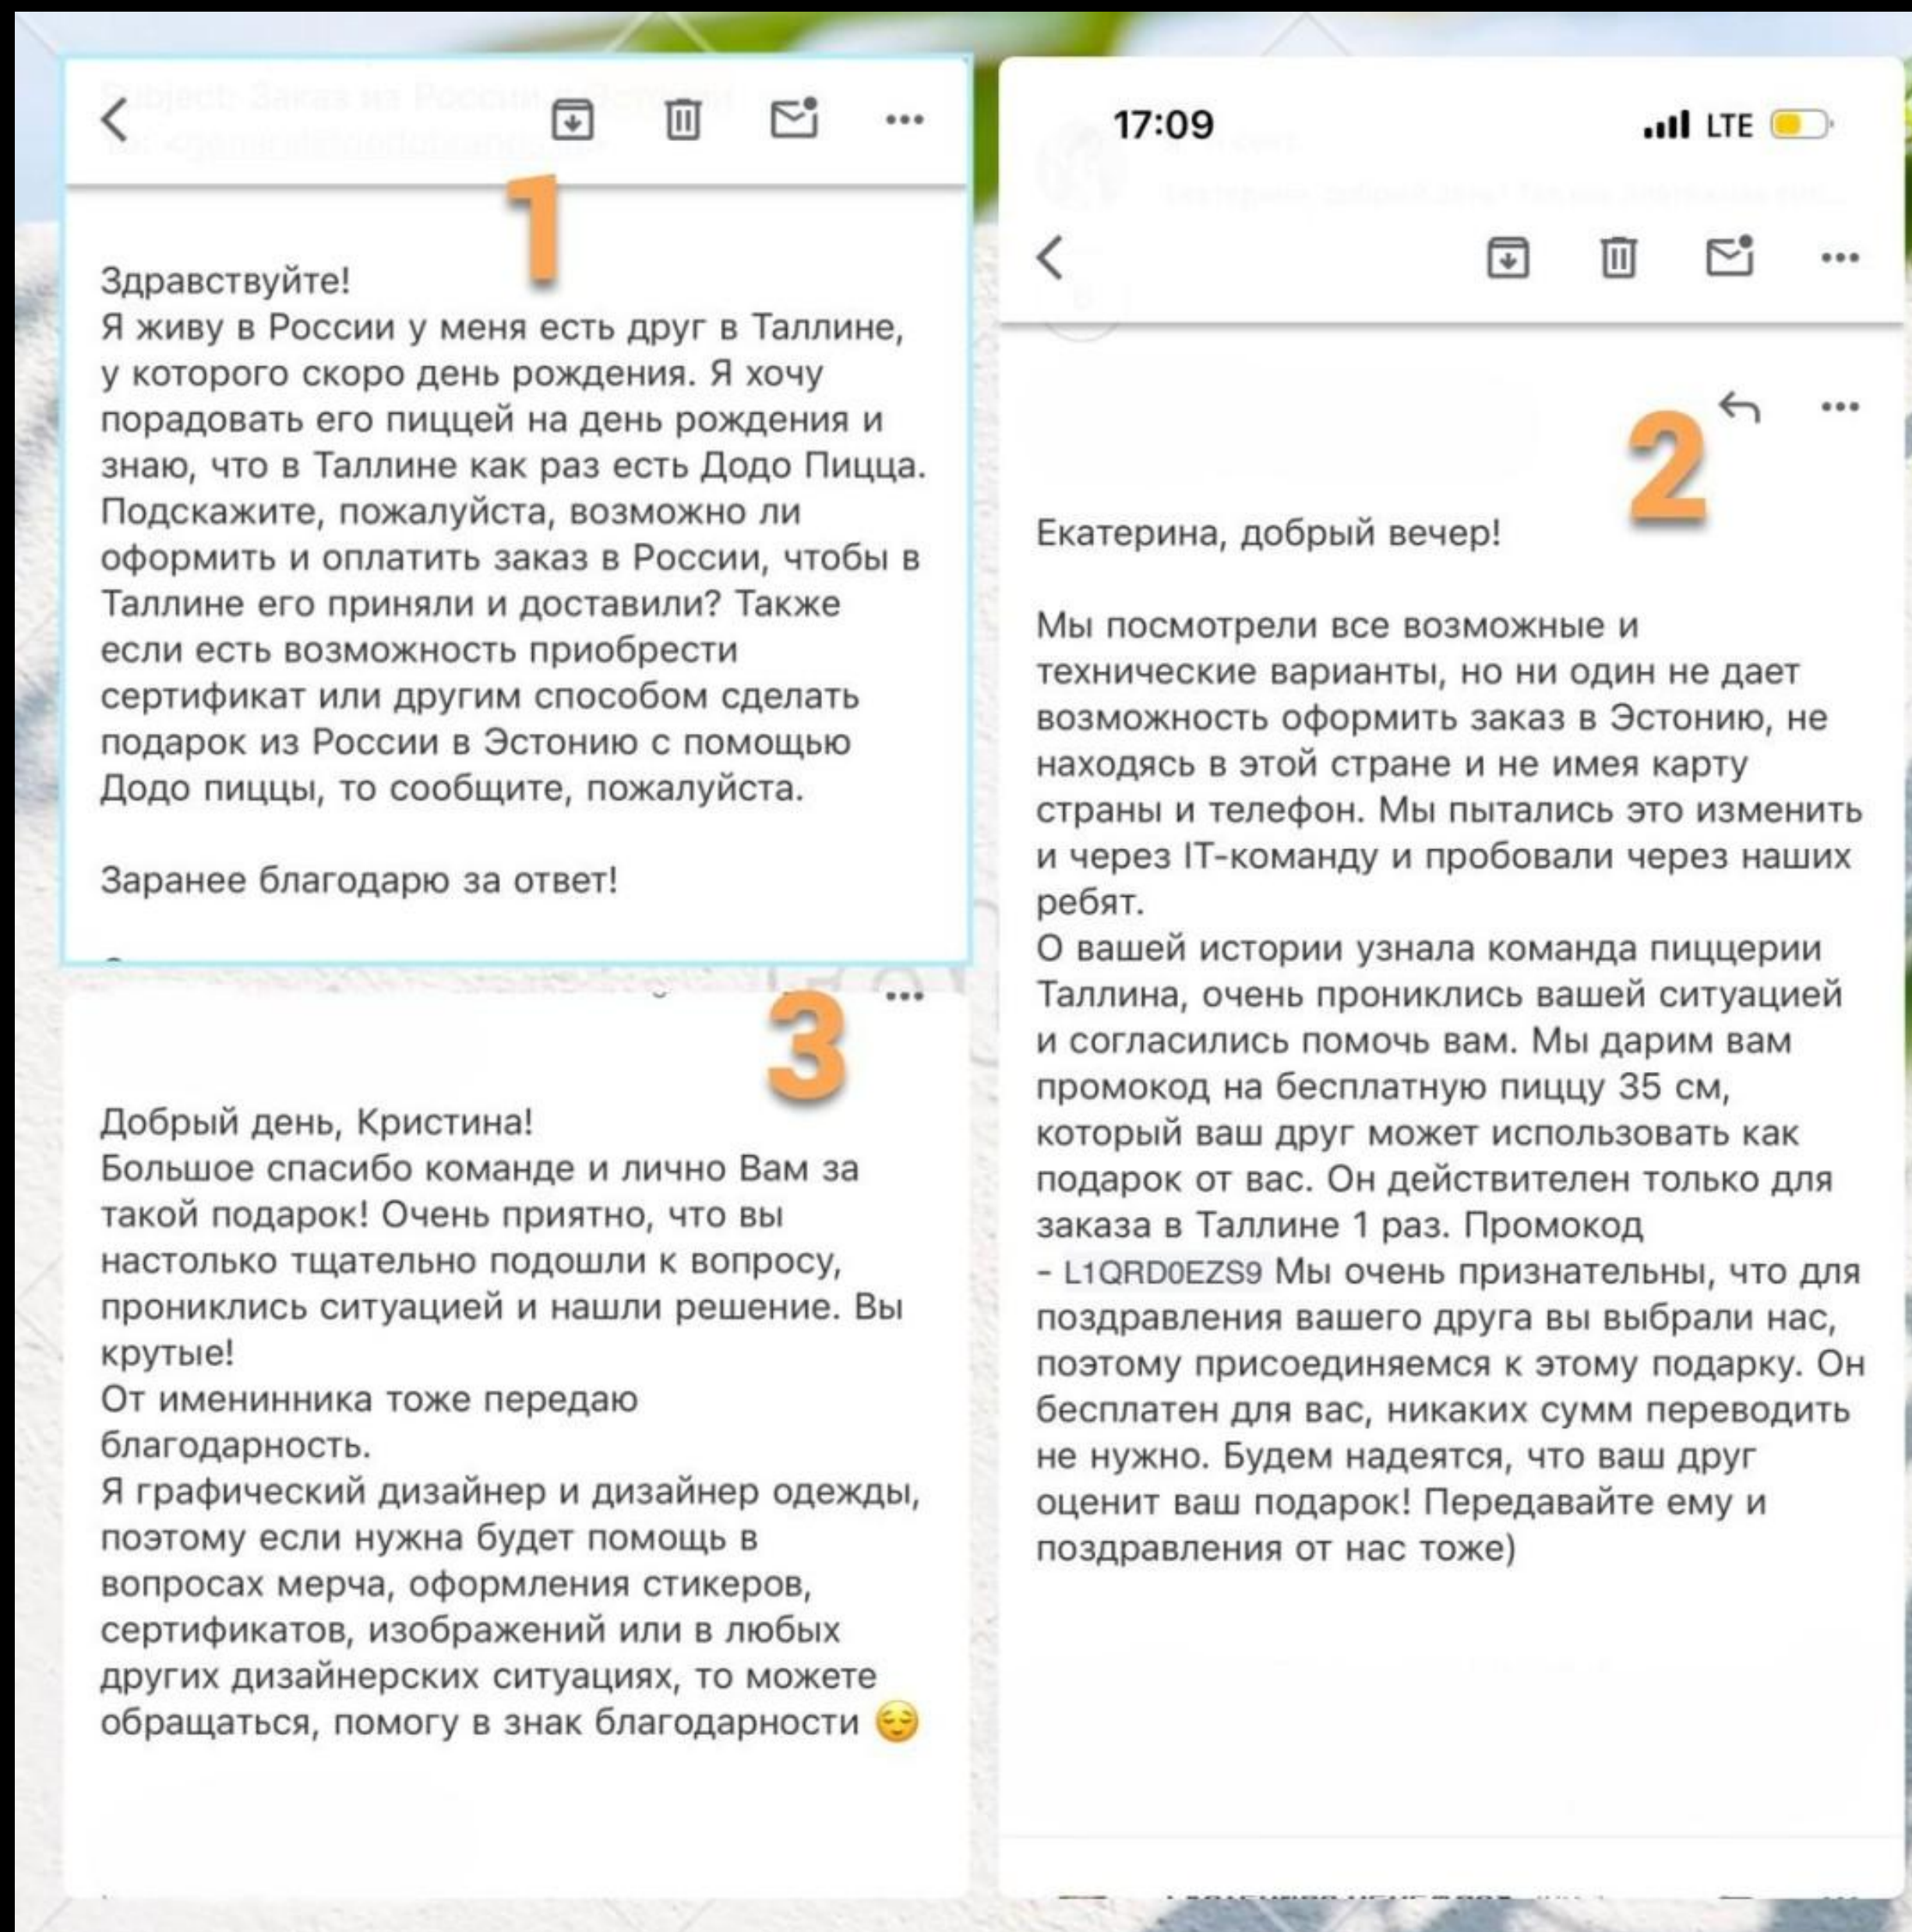 Subject: Заказ из России в Эстонию
1
Здравствуйте!
Я живу в России у меня есть друг в Таллине,
у которого скоро день рождения. Я хочу
порадовать его пиццей на день рождения и
знаю, что в Таллине как раз есть Додо Пицца.
Подскажите, пожалуйста, возможно ли
оформить и оплатить заказ в России, чтобы в
Таллине его приняли и доставили? Также
если есть возможность приобрести
сертификат или другим способом сделать
подарок из России в Эстонию с помощью
Додо пиццы, то сообщите, пожалуйста.
Заранее благодарю за ответ!
17:09
LTE
2
Екатерина, добрый вечер!
Мы посмотрели все возможные и
технические варианты, но ни один не дает
возможность оформить заказ в Эстонию, не
находясь в этой стране и не имея карту
страны и телефон. Мы пытались это изменить
и через IT-команду и пробовали через наших
ребят.
О вашей истории узнала команда пиццерии
Таллина, очень прониклись вашей ситуацией
и согласились помочь вам. Мы дарим вам
промокод на бесплатную пиццу 35 см,
который ваш друг может использовать как
подарок от вас. Он действителен только для
заказа в Таллине 1 раз. Промокод
- L1QRD0EZS9 Мы очень признательны, что для
поздравления вашего друга вы выбрали нас,
поэтому присоединяемся к этому подарку. Он
бесплатен для вас, никаких сумм переводить
не нужно. Будем надеятся, что ваш друг
оценит ваш подарок! Передавайте ему и
поздравления от нас тоже)
3
Добрый день, Кристина!
Большое спасибо команде и лично Вам за
такой подарок! Очень приятно, что вы
настолько тщательно подошли к вопросу,
прониклись ситуацией и нашли решение. Вы
крутые!
От именинника тоже передаю
благодарность.
Я графический дизайнер и дизайнер одежды,
поэтому если нужна будет помощь в
вопросах мерча, оформления стикеров,
сертификатов, изображений или в любых
других дизайнерских ситуациях, то можете
обращаться, помогу в знак благодарности 😌